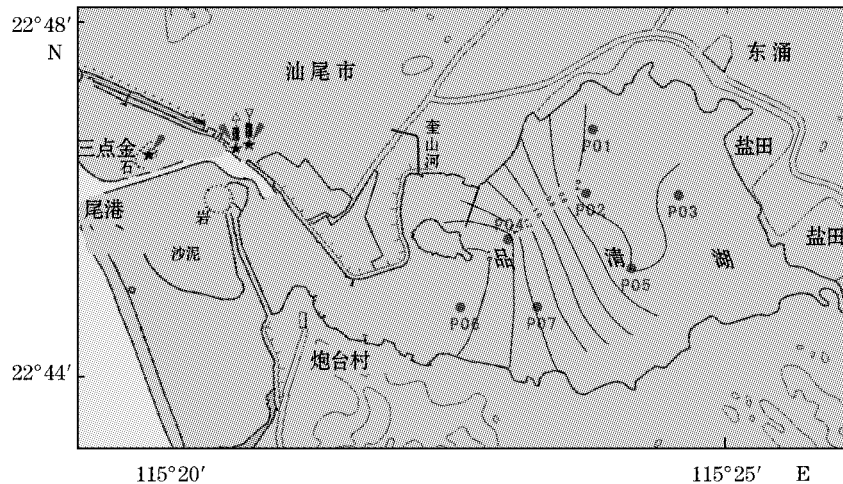 22°48′
N
汕尾市
东涌
奎山河
三点金
石
P01
盐田
P02
P03
尾港
岩
P04
沙泥
品 清 湖
盐田
P05
P06
P07
炮台村
22°44′
115°20′
115°25′ E